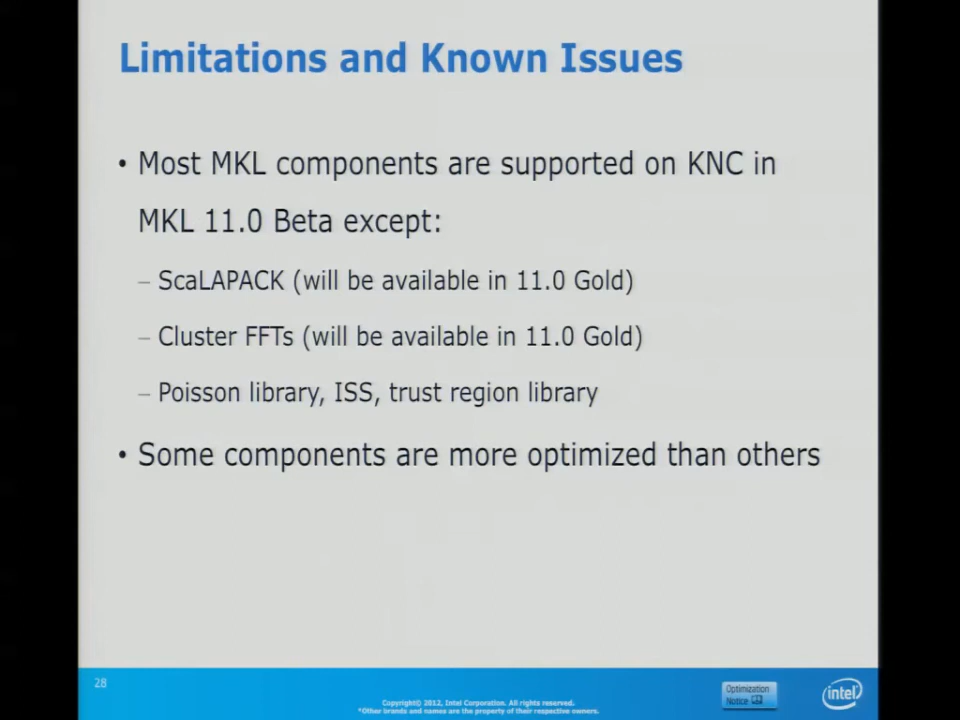 Limitations and Known Issues
• Most MKL components are supported on KNC in
MKL 11.0 Beta except:
– ScaLAPACK (will be available in 11.0 Gold)
– Cluster FFTs (will be available in 11.0 Gold)
– Poisson library, ISS, trust region library
• Some components are more optimized than others
28
Copyright© 2012, Intel Corporation. All rights reserved.
*Other brands and names are the property of their respective owners.
Optimization
Notice
intel